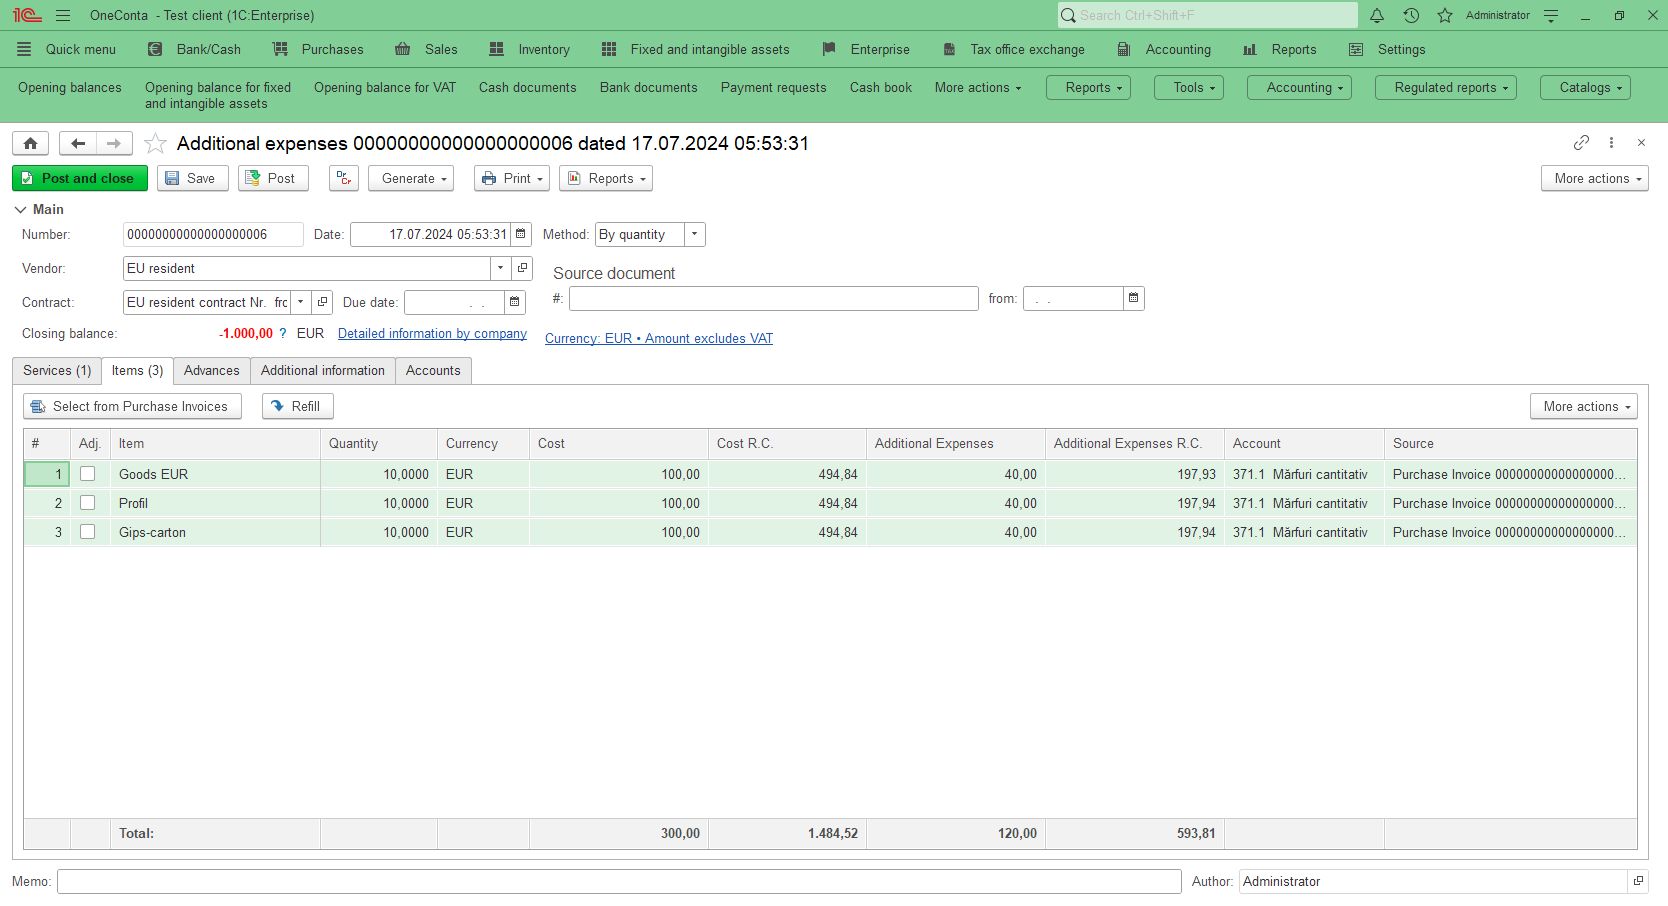 OneConta - Test client (1C:Enterprise)
Search Ctrl+Shift+F
Administrator
Quick menu Bank/Cash Purchases Sales Inventory Fixed and intangible assets Enterprise Tax office exchange Accounting Reports Settings
Opening balances Opening balance for fixed and intangible assets Opening balance for VAT Cash documents Bank documents Payment requests Cash book More actions Reports Tools Accounting Regulated reports Catalogs
Additional expenses 00000000000000000006 dated 17.07.2024 05:53:31
Post and close Save Post Dr Cr Generate Print Reports More actions
Main
Number: 00000000000000000006 Date: 17.07.2024 05:53:31 Method: By quantity
Vendor: EU resident
Source document
Contract: EU resident contract Nr. frc Due date: . . #: from: . .
Closing balance: -1.000,00 ? EUR Detailed information by company Currency: EUR • Amount excludes VAT
Services (1) Items (3) Advances Additional information Accounts
Select from Purchase Invoices Refill More actions
# Adj. Item Quantity Currency Cost Cost R.C. Additional Expenses Additional Expenses R.C. Account Source
1 Goods EUR 10,0000 EUR 100,00 494,84 40,00 197,93 371.1 Mărfuri cantitativ Purchase Invoice 00000000000000000...
2 Profil 10,0000 EUR 100,00 494,84 40,00 197,94 371.1 Mărfuri cantitativ Purchase Invoice 00000000000000000...
3 Gips-carton 10,0000 EUR 100,00 494,84 40,00 197,94 371.1 Mărfuri cantitativ Purchase Invoice 00000000000000000...
Total: 300,00 1.484,52 120,00 593,81
Memo: Author: Administrator